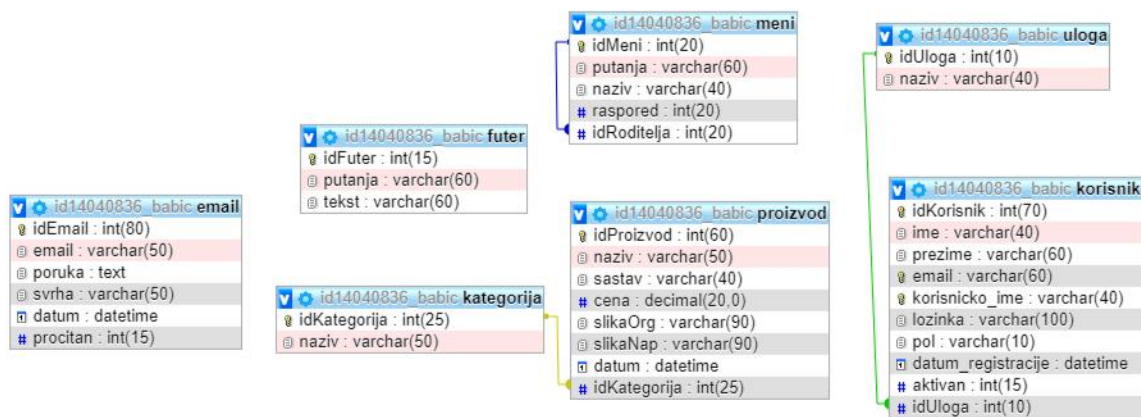 id14040836_babic meni
idMeni : int(20)
putanja : varchar(60)
naziv : varchar(40)
raspored : int(20)
idRoditelja : int(20)
id14040836_babic uloga
idUloga : int(10)
naziv : varchar(40)
id14040836_babic futer
idFuter : int(15)
putanja : varchar(60)
tekst : varchar(60)
id14040836_babic email
idEmail : int(80)
email : varchar(50)
poruka : text
svrha : varchar(50)
datum : datetime
procitan : int(15)
id14040836_babic kategorija
idKategorija : int(25)
naziv : varchar(50)
id14040836_babic proizvod
idProizvod : int(60)
naziv : varchar(50)
sastav : varchar(40)
cena : decimal(20,0)
slikaOrg : varchar(90)
slikaNap : varchar(90)
datum : datetime
idKategorija : int(25)
id14040836_babic korisnik
idKorisnik : int(70)
ime : varchar(40)
prezime : varchar(60)
email : varchar(60)
korisnicko_ime : varchar(40)
lozinka : varchar(100)
pol : varchar(10)
datum_registracije : datetime
aktivan : int(15)
idUloga : int(10)